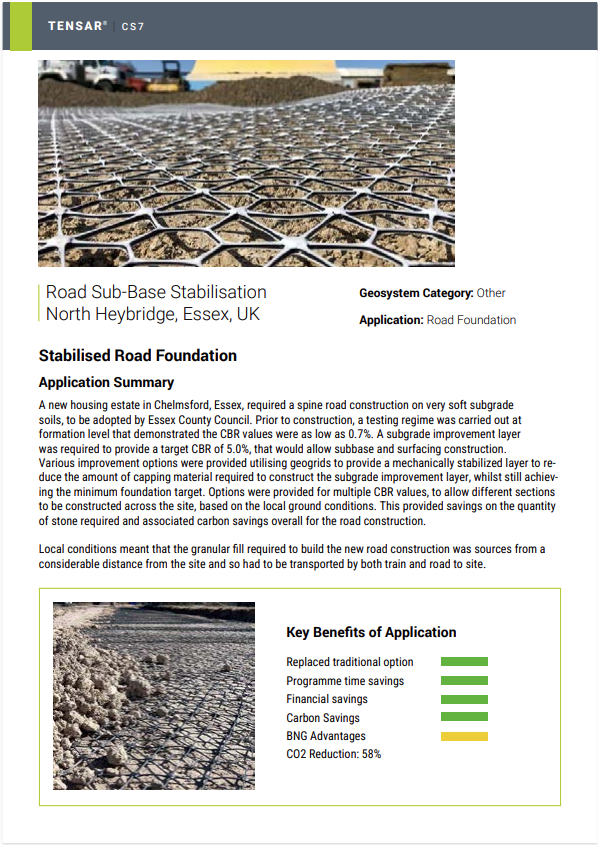 TENSAR® | CS7
Road Sub-Base Stabilisation
North Heybridge, Essex, UK
Geosystem Category: Other
Application: Road Foundation
Stabilised Road Foundation
Application Summary
A new housing estate in Chelmsford, Essex, required a spine road construction on very soft subgrade
soils, to be adopted by Essex County Council. Prior to construction, a testing regime was carried out at
formation level that demonstrated the CBR values were as low as 0.7%. A subgrade improvement layer
was required to provide a target CBR of 5.0%, that would allow subbase and surfacing construction.
Various improvement options were provided utilising geogrids to provide a mechanically stabilized layer to re-
duce the amount of capping material required to construct the subgrade improvement layer, whilst still achiev-
ing the minimum foundation target. Options were provided for multiple CBR values, to allow different sections
to be constructed across the site, based on the local ground conditions. This provided savings on the quantity
of stone required and associated carbon savings overall for the road construction.
Local conditions meant that the granular fill required to build the new road construction was sources from a
considerable distance from the site and so had to be transported by both train and road to site.
Key Benefits of Application
Replaced traditional option
Programme time savings
Financial savings
Carbon Savings
BNG Advantages
CO2 Reduction: 58%